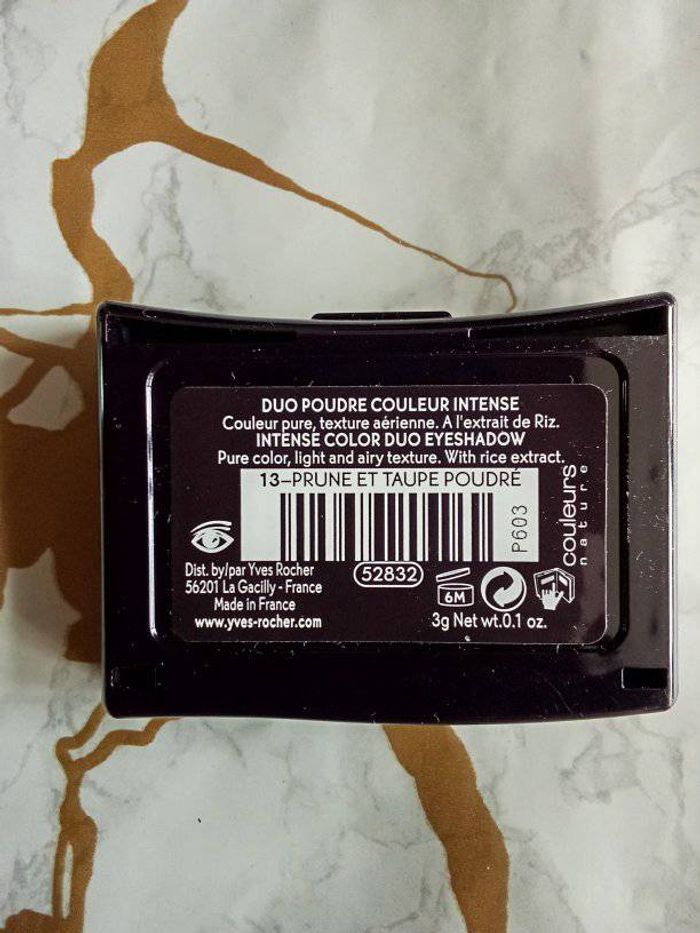 DUO POUDRE COULEUR INTENSE
Couleur pure, texture aérienne. A l'extrait de Riz.
INTENSE COLOR DUO EYESHADOW
Pure color, light and airy texture. With rice extract.
13–PRUNE ET TAUPE POUDRÉ
P603
couleurs
nature
Dist. by/par Yves Rocher
56201 La Gacilly - France
Made in France
www.yves-rocher.com
52832
6M
3g Net wt.0.1 oz.